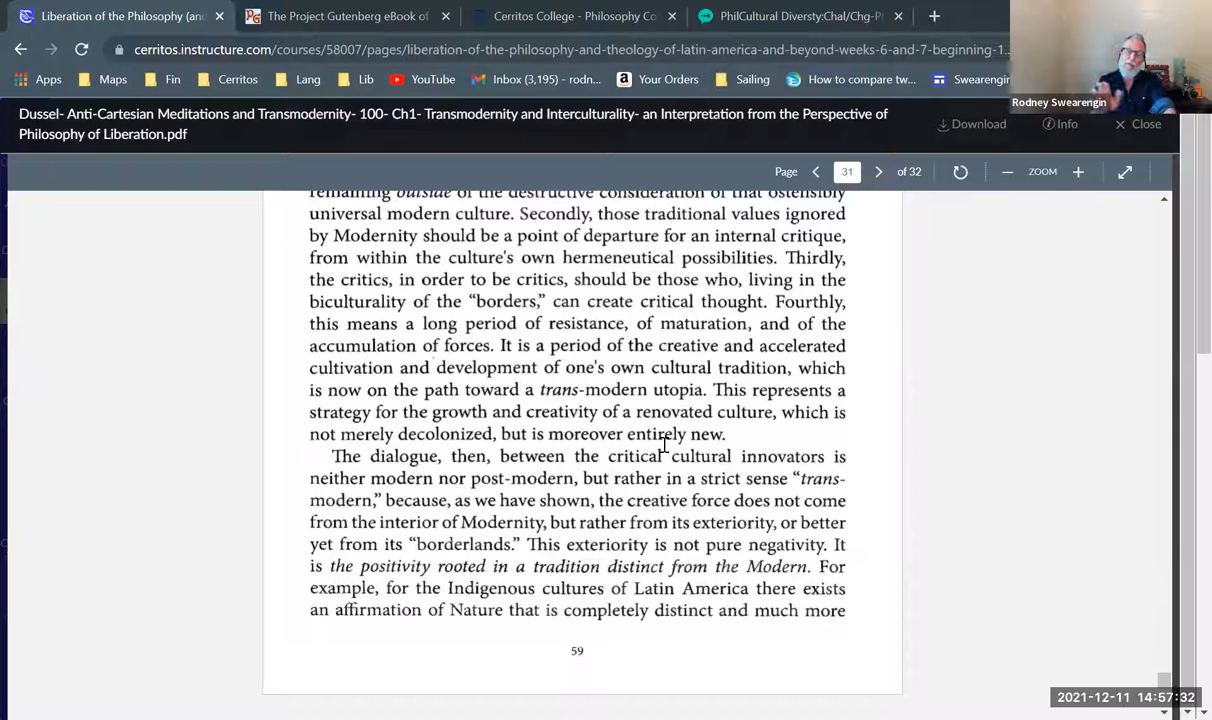 Liberation of the Philosophy (anc
The Project Gutenberg eBook of
Cerritos College - Philosophy Co
PhilCultural Diversty:Chal/Chg-P
cerritos.instructure.com/courses/58007/pages/liberation-of-the-philosophy-and-theology-of-latin-america-and-beyond-weeks-6-and-7-beginning-1...
Apps Maps Fin Cerritos Lang Lib YouTube Inbox (3,195) - rodn... Your Orders Sailing How to compare tw... Swearengin
Rodney Swearengin
Dussel- Anti-Cartesian Meditations and Transmodernity- 100- Ch1- Transmodernity and Interculturality- an Interpretation from the Perspective of
Philosophy of Liberation.pdf
Download Info Close
Page 31 of 32 ZOOM
remaining outside of the destructive consideration of that ostensibly
universal modern culture. Secondly, those traditional values ignored
by Modernity should be a point of departure for an internal critique,
from within the culture's own hermeneutical possibilities. Thirdly,
the critics, in order to be critics, should be those who, living in the
biculturality of the “borders,” can create critical thought. Fourthly,
this means a long period of resistance, of maturation, and of the
accumulation of forces. It is a period of the creative and accelerated
cultivation and development of one's own cultural tradition, which
is now on the path toward a trans-modern utopia. This represents a
strategy for the growth and creativity of a renovated culture, which is
not merely decolonized, but is moreover entirely new.
The dialogue, then, between the critical cultural innovators is
neither modern nor post-modern, but rather in a strict sense “trans-
modern,” because, as we have shown, the creative force does not come
from the interior of Modernity, but rather from its exteriority, or better
yet from its “borderlands.” This exteriority is not pure negativity. It
is the positivity rooted in a tradition distinct from the Modern. For
example, for the Indigenous cultures of Latin America there exists
an affirmation of Nature that is completely distinct and much more
59
2021-12-11 14:57:32